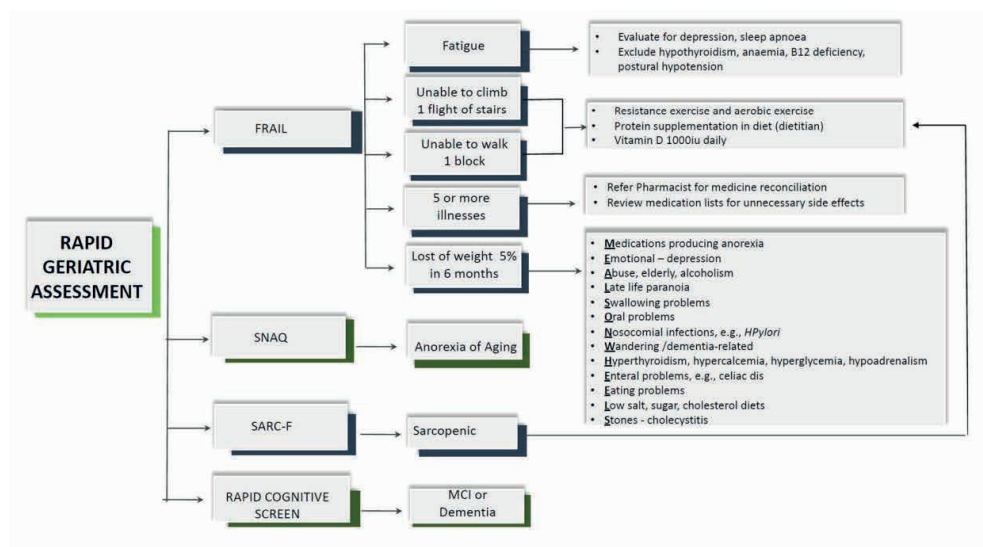 RAPID
GERIATRIC
ASSESSMENT
FRAIL
Fatigue
• Evaluate for depression, sleep apnoea
• Exclude hypothyroidism, anaemia, B12 deficiency,
postural hypotension
Unable to climb
1 flight of stairs
Unable to walk
1 block
• Resistance exercise and aerobic exercise
• Protein supplementation in diet (dietitian)
• Vitamin D 1000iu daily
5 or more
illnesses
• Refer Pharmacist for medicine reconciliation
• Review medication lists for unnecessary side effects
Lost of weight 5%
in 6 months
• Medications producing anorexia
• Emotional – depression
• Abuse, elderly, alcoholism
• Late life paranoia
• Swallowing problems
• Oral problems
• Nosocomial infections, e.g., HPylori
• Wandering /dementia-related
• Hyperthyroidism, hypercalcemia, hyperglycemia, hypoadrenalism
• Enteral problems, e.g., celiac dis
• Eating problems
• Low salt, sugar, cholesterol diets
• Stones - cholecystitis
SNAQ
Anorexia of Aging
SARC-F
Sarcopenic
RAPID COGNITIVE
SCREEN
MCI or
Dementia